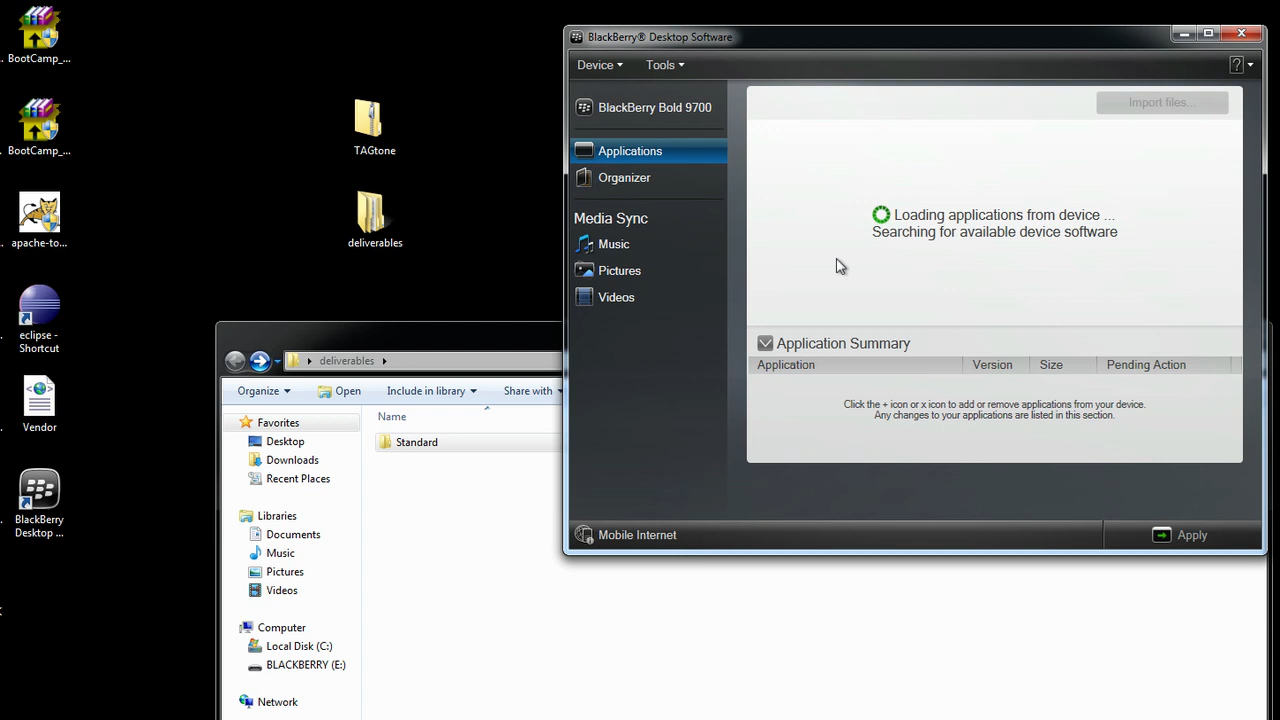 BootCamp_...
BootCamp_...
apache-to...
eclipse -
Shortcut
Vendor
BlackBerry
Desktop ...
TAGtone
deliverables
BlackBerry® Desktop Software
Device
Tools
?
BlackBerry Bold 9700
Applications
Organizer
Media Sync
Music
Pictures
Videos
Mobile Internet
Import files...
Loading applications from device ...
Searching for available device software
Application Summary
Application Version Size Pending Action
Click the + icon or x icon to add or remove applications from your device.
Any changes to your applications are listed in this section.
Apply
deliverables
Organize Open Include in library Share with
Name
Standard
Favorites
Desktop
Downloads
Recent Places
Libraries
Documents
Music
Pictures
Videos
Computer
Local Disk (C:)
BLACKBERRY (E:)
Network